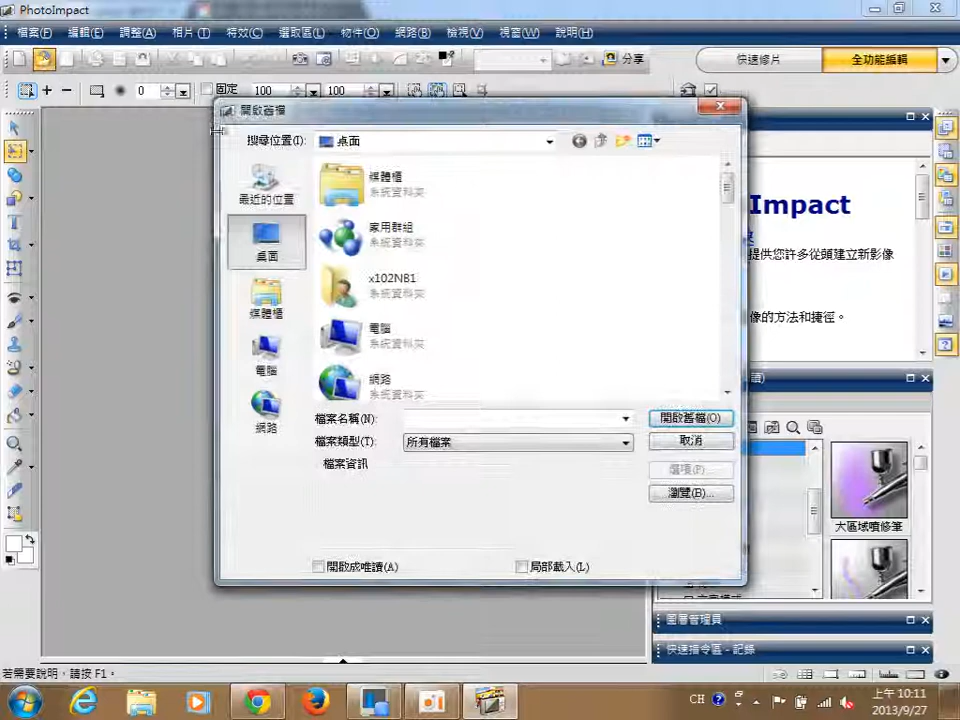 PhotoImpact
檔案(F) 編輯(E) 調整(A) 相片(T) 特效(C) 選取區(L) 物件(O) 網路(B) 檢視(V) 視窗(W) 說明(H)
分享 快速修片 全功能編輯
0 固定 100 100
開啟舊檔
搜尋位置(I): 桌面
最近的位置
桌面
媒體櫃
電腦
網路
媒體櫃
系統資料夾
家用群組
系統資料夾
x102NB1
系統資料夾
電腦
系統資料夾
網路
系統資料夾
檔案名稱(N): 開啟舊檔(O)
檔案類型(T): 所有檔案 取消
檔案資訊
選項(P)
瀏覽(B)...
開啟成唯讀(A) 局部載入(L)
Impact
提供您許多從頭建立新影像
像的方法和捷徑。
大區域噴修筆
圖層管理員
快速指令區 - 記錄
若需要說明，請按 F1。
CH
上午 10:11
2013/9/27